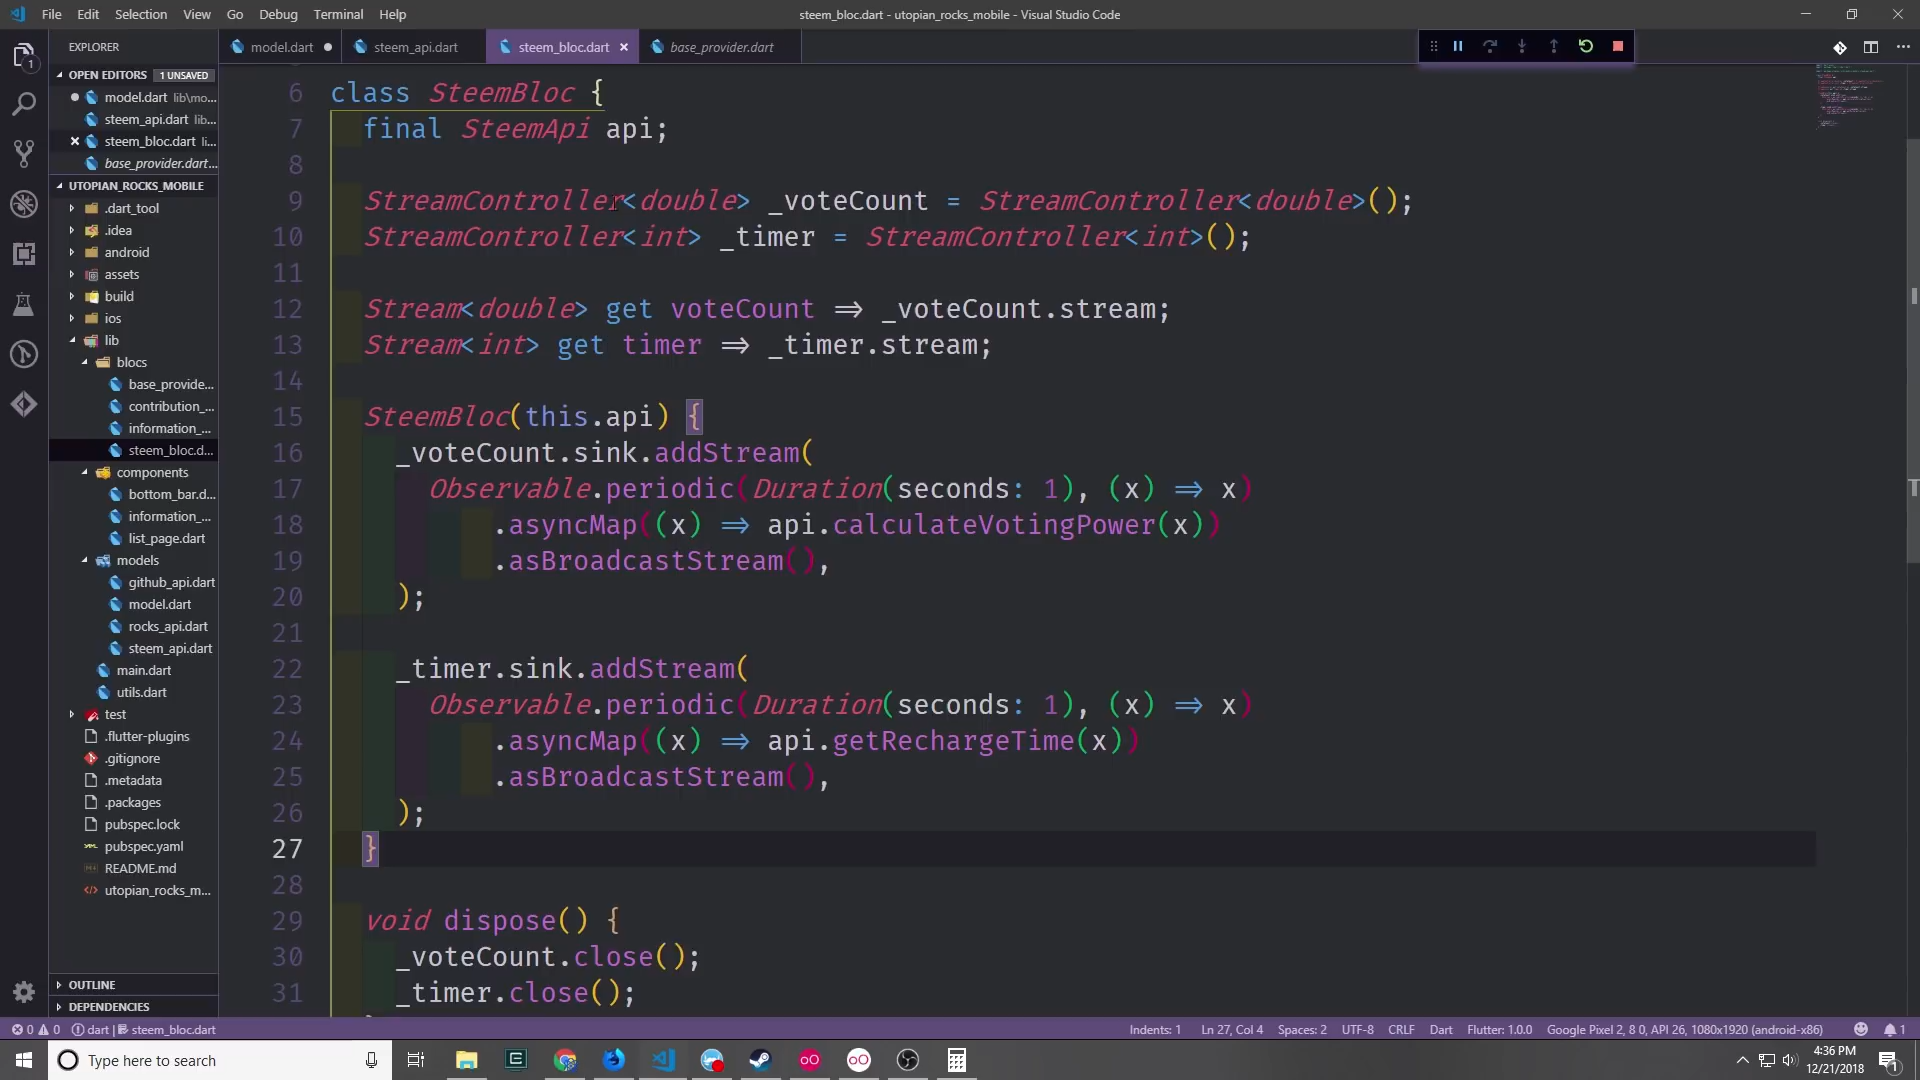 File Edit Selection View Go Debug Terminal Help
steem_bloc.dart - utopian_rocks_mobile - Visual Studio Code
EXPLORER
model.dart
steem_api.dart
steem_bloc.dart
base_provider.dart
OPEN EDITORS 1 UNSAVED
model.dart lib\mo...
steem_api.dart lib...
steem_bloc.dart li...
base_provider.dart...
UTOPIAN_ROCKS_MOBILE
.dart_tool
.idea
android
assets
build
ios
lib
blocs
base_provide...
contribution_...
information_...
steem_bloc.d...
components
bottom_bar.d...
information_...
list_page.dart
models
github_api.dart
model.dart
rocks_api.dart
steem_api.dart
main.dart
utils.dart
test
.flutter-plugins
.gitignore
.metadata
.packages
pubspec.lock
pubspec.yaml
README.md
utopian_rocks_m...
OUTLINE
DEPENDENCIES
6 class SteemBloc {
7 final SteemApi api;
8
9 StreamController<double> _voteCount = StreamController<double>();
10 StreamController<int> _timer = StreamController<int>();
11
12 Stream<double> get voteCount => _voteCount.stream;
13 Stream<int> get timer => _timer.stream;
14
15 SteemBloc(this.api) {
16 _voteCount.sink.addStream(
17 Observable.periodic(Duration(seconds: 1), (x) => x)
18 .asyncMap((x) => api.calculateVotingPower(x))
19 .asBroadcastStream(),
20 );
21
22 _timer.sink.addStream(
23 Observable.periodic(Duration(seconds: 1), (x) => x)
24 .asyncMap((x) => api.getRechargeTime(x))
25 .asBroadcastStream(),
26 );
27 }
28
29 void dispose() {
30 _voteCount.close();
31 _timer.close();
0 0 dart | steem_bloc.dart
Indents: 1 Ln 27, Col 4 Spaces: 2 UTF-8 CRLF Dart Flutter: 1.0.0 Google Pixel 2, 8 0, API 26, 1080x1920 (android-x86) 1
Type here to search
4:36 PM
12/21/2018